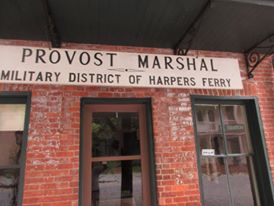 PROVOST MARSHAL
MILITARY DISTRICT OF HARPERS FERRY